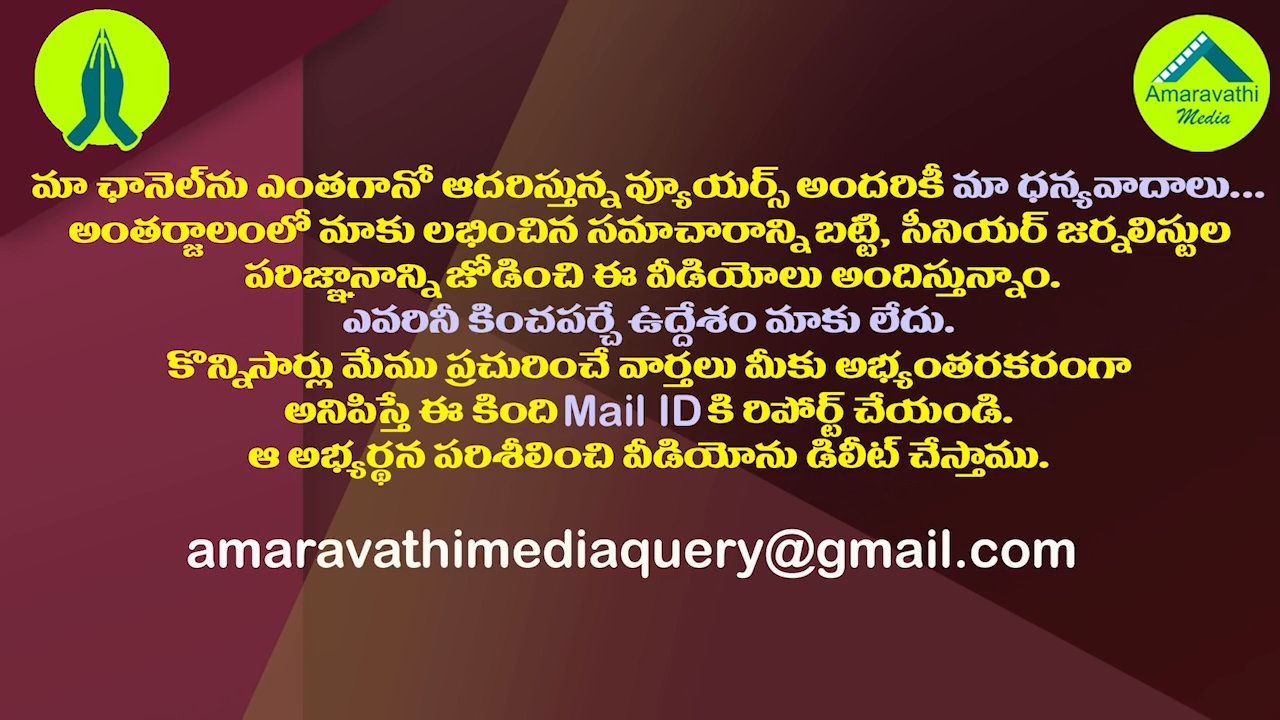 Amaravathi
Media
మా ఛానెల్‌ను ఎంతగానో ఆదరిస్తున్న వ్యూయర్స్ అందరికీ మా ధన్యవాదాలు...
అంతర్జాలంలో మాకు లభించిన సమాచారాన్ని బట్టి, సీనియర్ జర్నలిస్టుల
పరిజ్ఞానాన్ని జోడించి ఈ వీడియోలు అందిస్తున్నాం.
ఎవరినీ కించపర్చే ఉద్దేశం మాకు లేదు.
కొన్నిసార్లు మేము ప్రచురించే వార్తలు మీకు అభ్యంతరకరంగా
అనిపిస్తే ఈ కింది Mail ID కి రిపోర్ట్ చేయండి.
ఆ అభ్యర్థన పరిశీలించి వీడియోను డిలీట్ చేస్తాము.
amaravathimediaquery@gmail.com